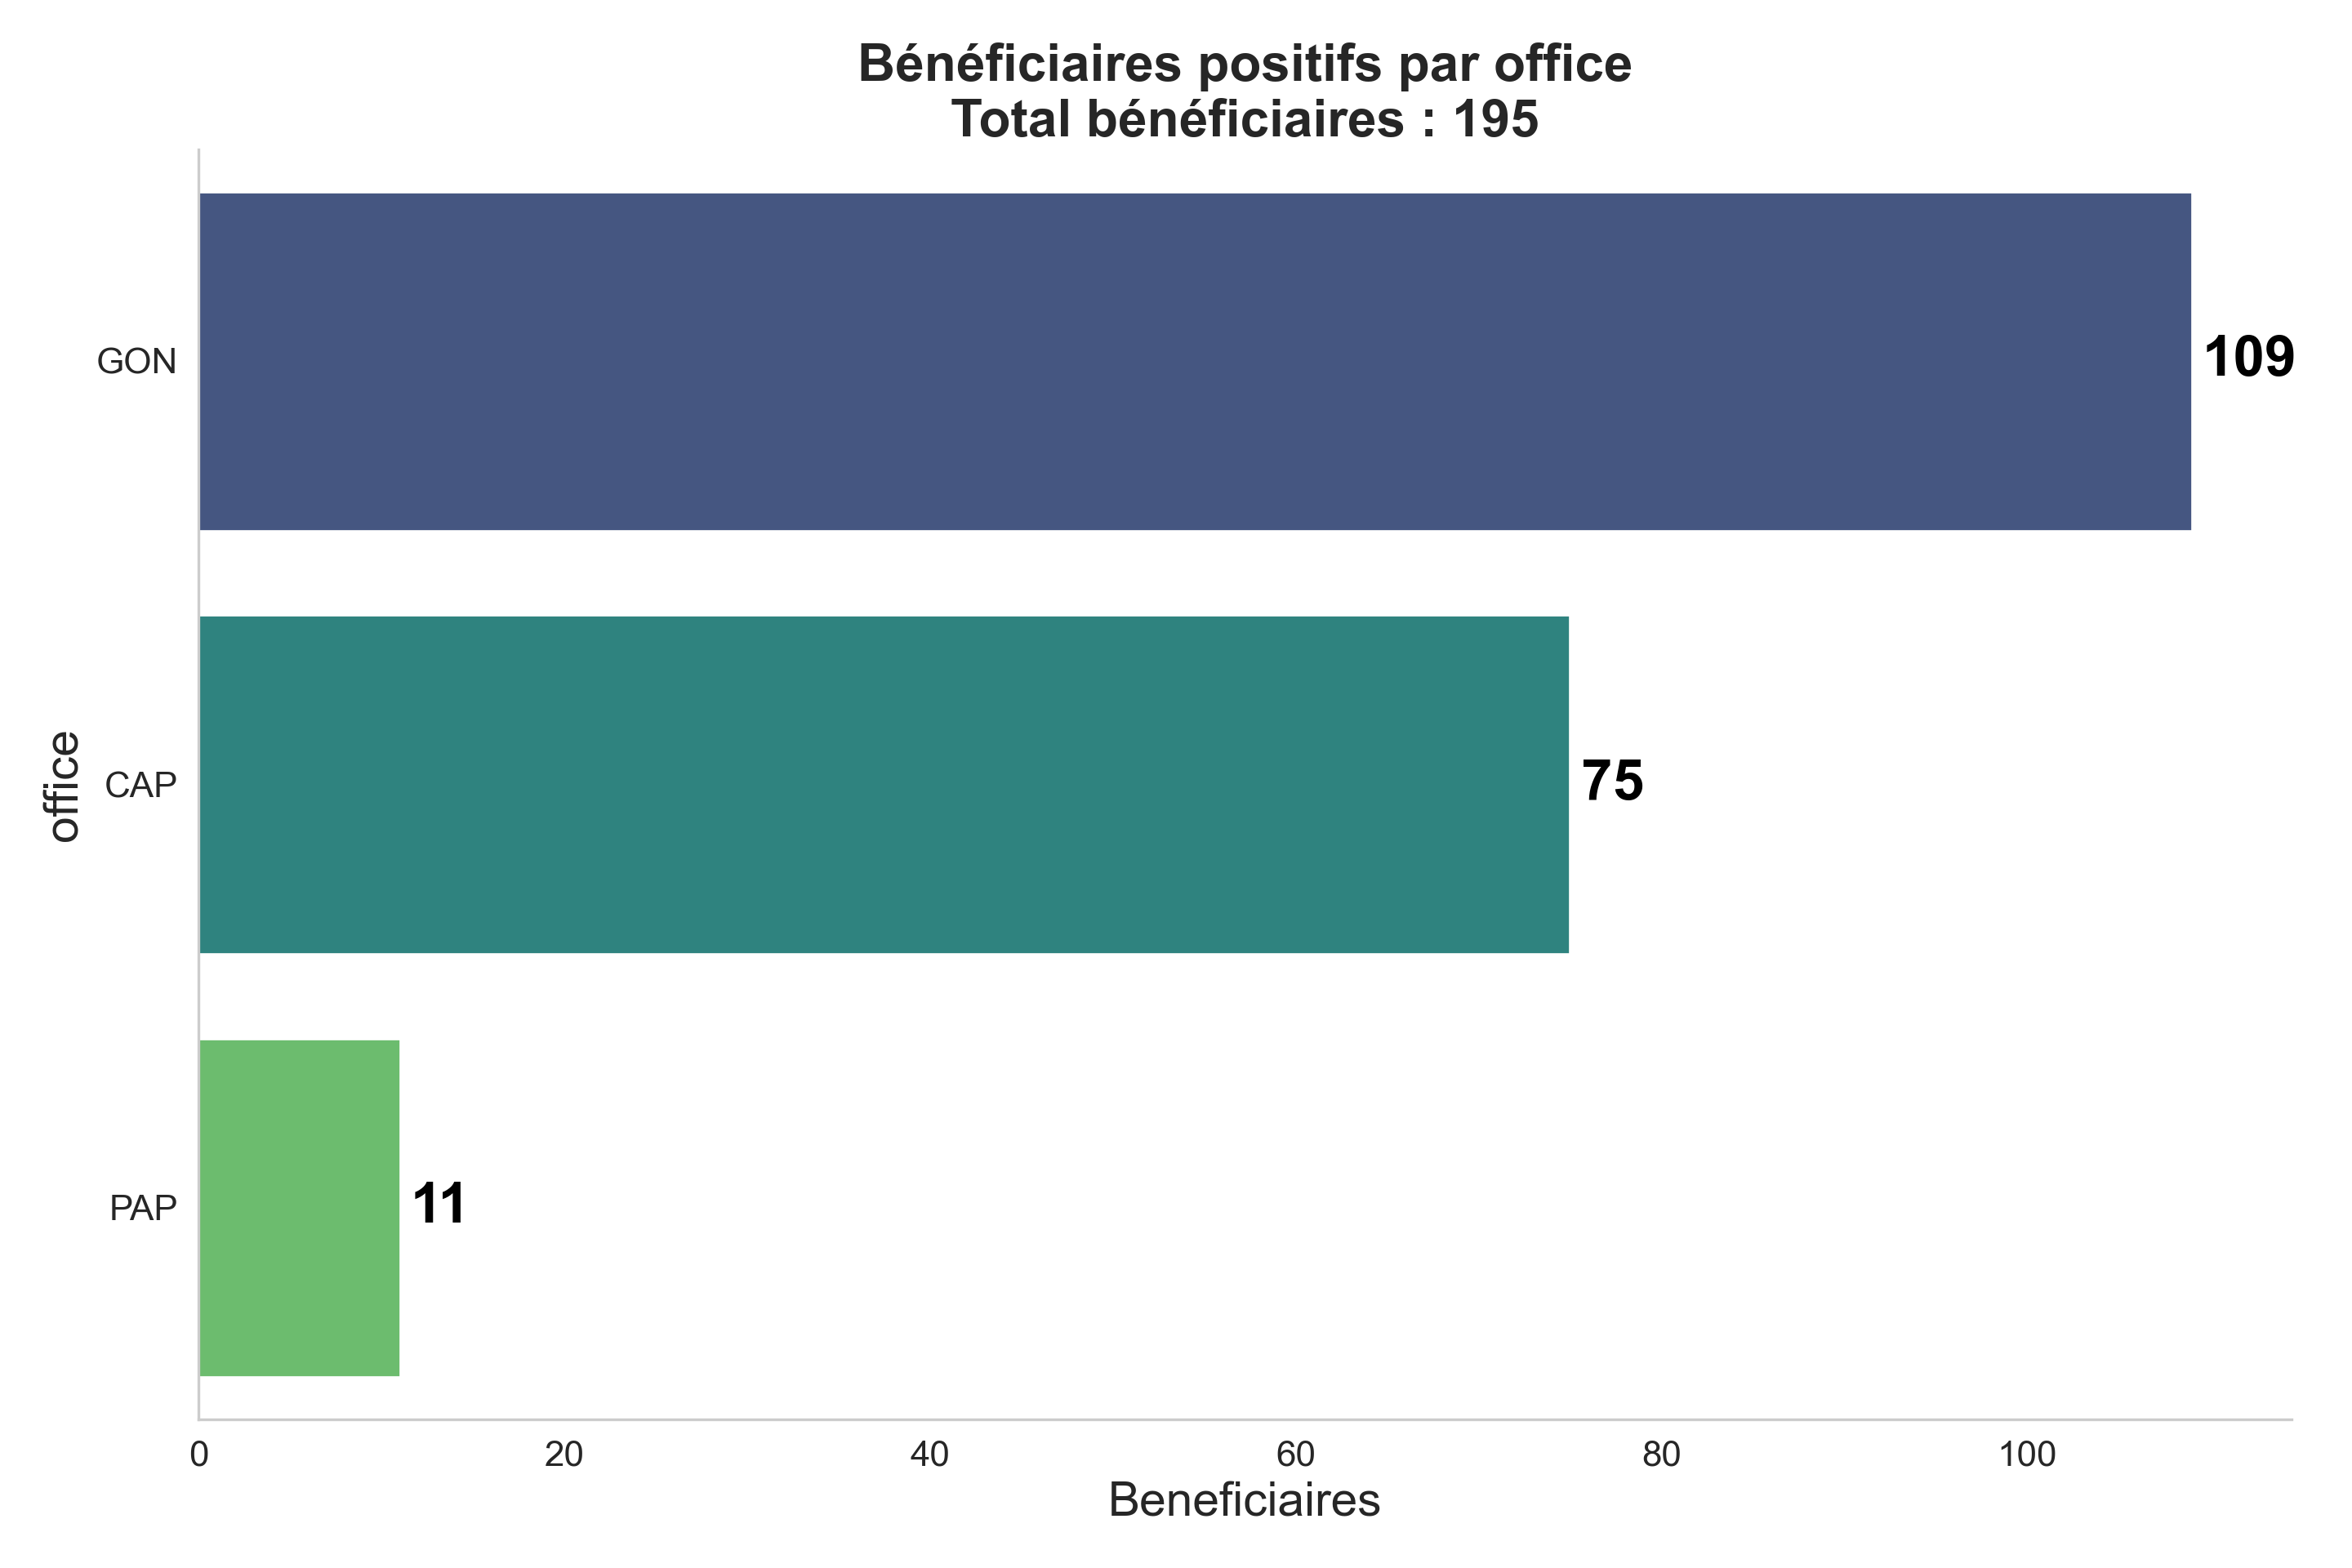 Bénéficiaires positifs par office
Total bénéficiaires : 195
GON
109
office
CAP
75
PAP
11
0 20 40 60 80 100
Beneficiaires